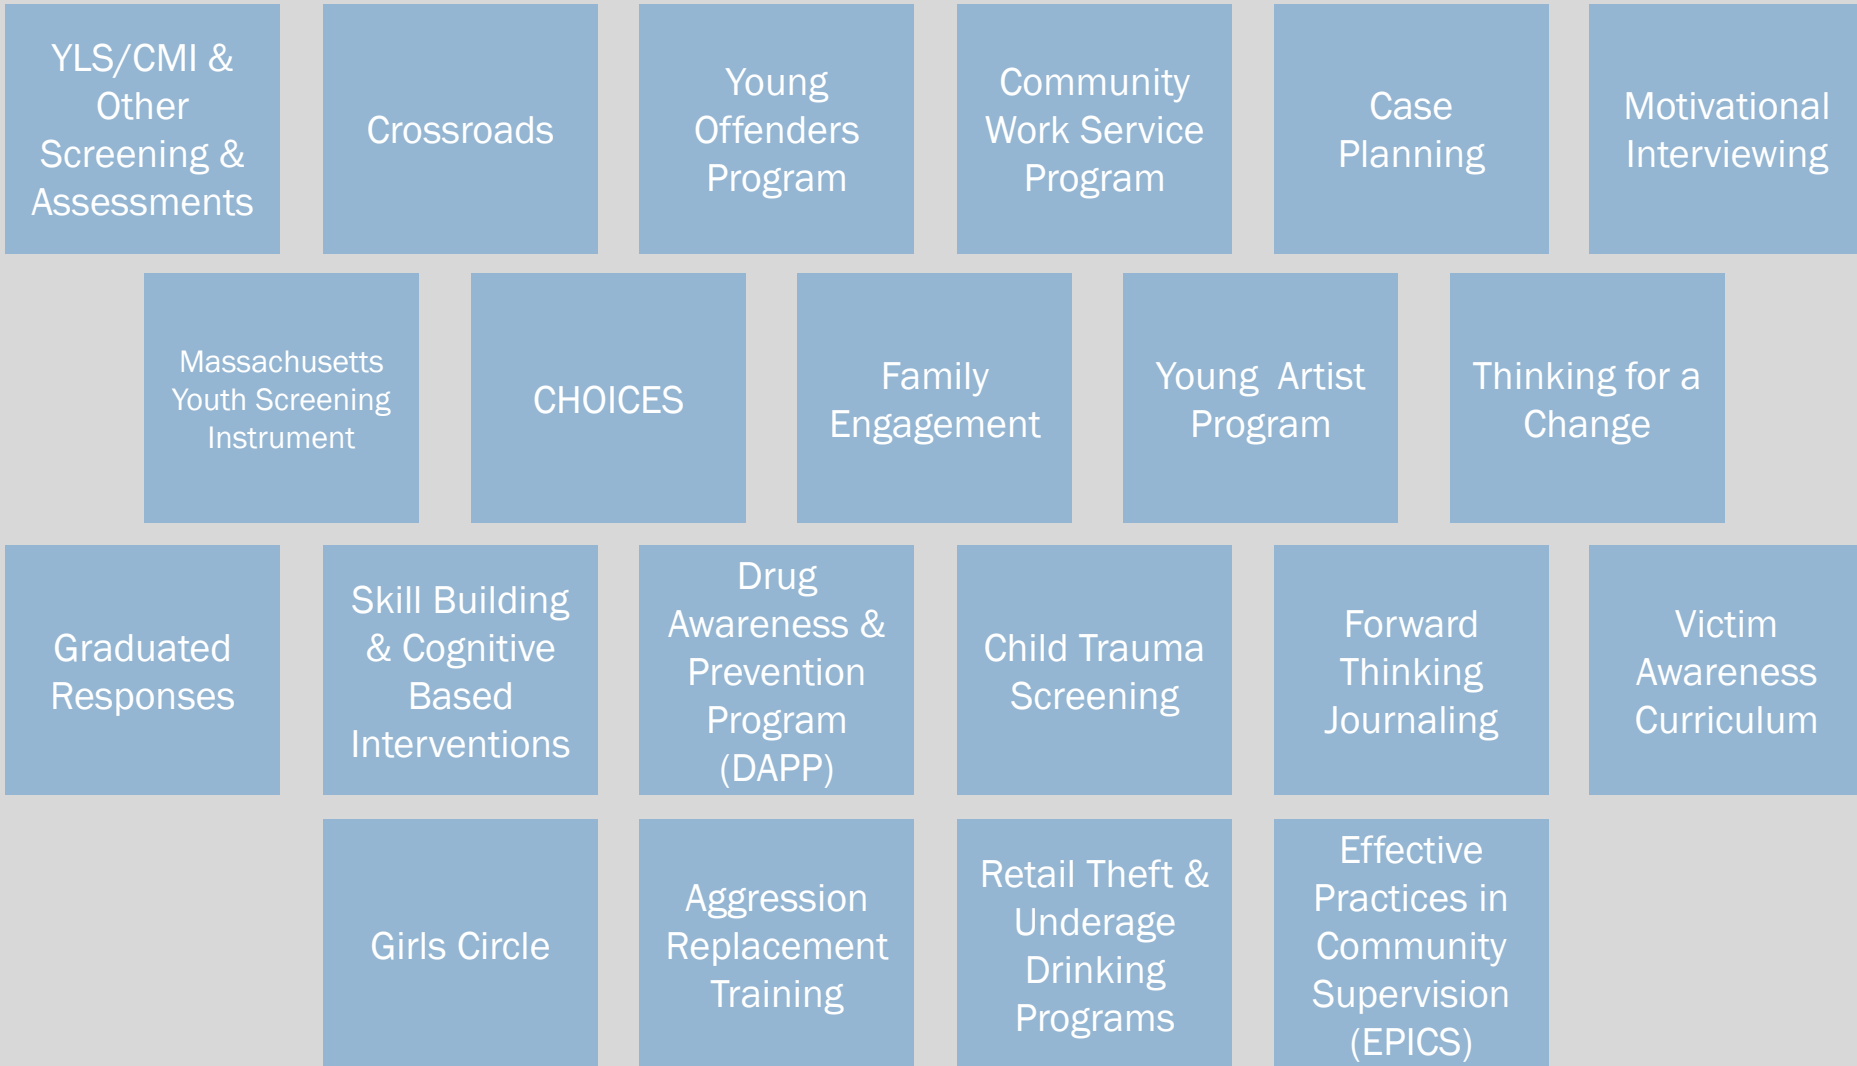 YLS/CMI &
Other
Screening &
Assessments
Crossroads
Young
Offenders
Program
Community
Work Service
Program
Case
Planning
Motivational
Interviewing
Massachusetts
Youth Screening
Instrument
CHOICES
Family
Engagement
Young  Artist
Program
Thinking for a
Change
Graduated
Responses
Skill Building
& Cognitive
Based
Interventions
Drug
Awareness &
Prevention
Program
(DAPP)
Child Trauma
Screening
Forward
Thinking
Journaling
Victim
Awareness
Curriculum
Girls Circle
Aggression
Replacement
Training
Retail Theft &
Underage
Drinking
Programs
Effective
Practices in
Community
Supervision
(EPICS)